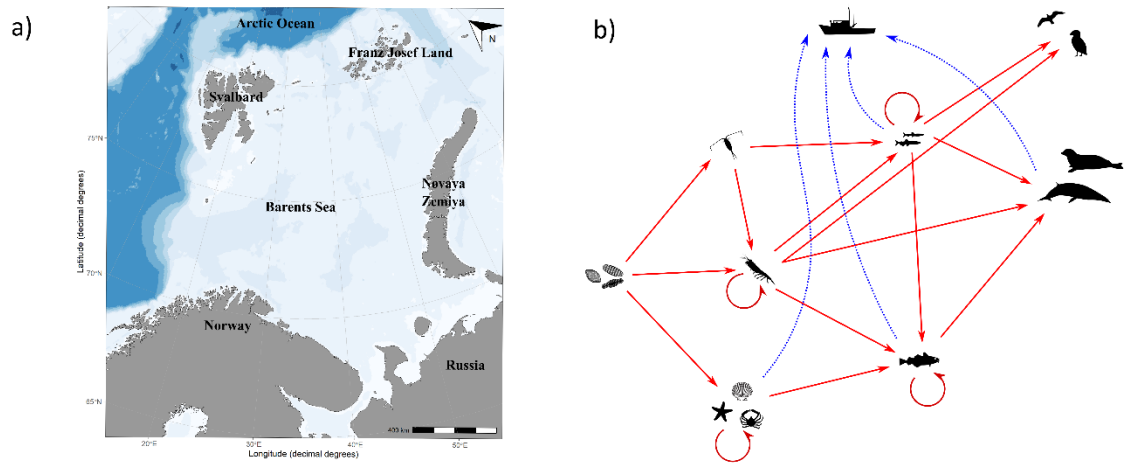 a)
Arctic Ocean
N
Franz Josef Land
Svalbard
75°N
Novaya
Zemlya
Barents Sea
Latitude (decimal degrees)
70°N
Norway
Russia
65°N
400 km
20°E
30°E
40°E
50°E
Longitude (decimal degrees)
b)